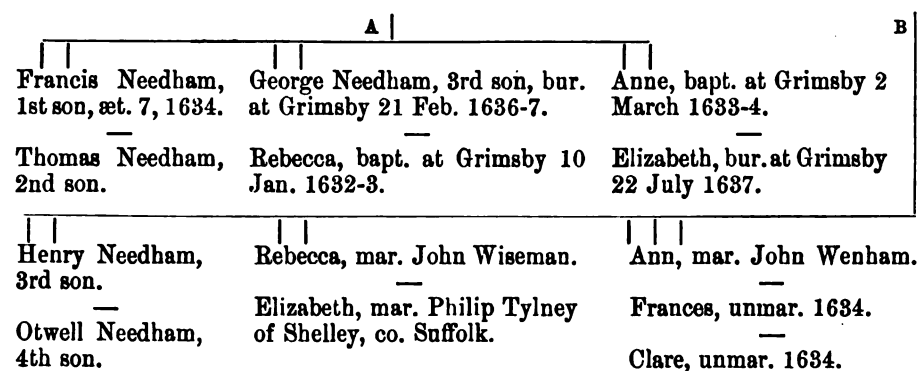 A
B
Francis Needham,
1st son, æt. 7, 1634.
Thomas Needham,
2nd son.
George Needham, 3rd son, bur.
at Grimsby 21 Feb. 1636-7.
Rebecca, bapt. at Grimsby 10
Jan. 1632-3.
Anne, bapt. at Grimsby 2
March 1633-4.
Elizabeth, bur. at Grimsby
22 July 1637.
Henry Needham,
3rd son.
Otwell Needham,
4th son.
Rebecca, mar. John Wiseman.
Elizabeth, mar. Philip Tylney
of Shelley, co. Suffolk.
Ann, mar. John Wenham.
Frances, unmar. 1634.
Clare, unmar. 1634.